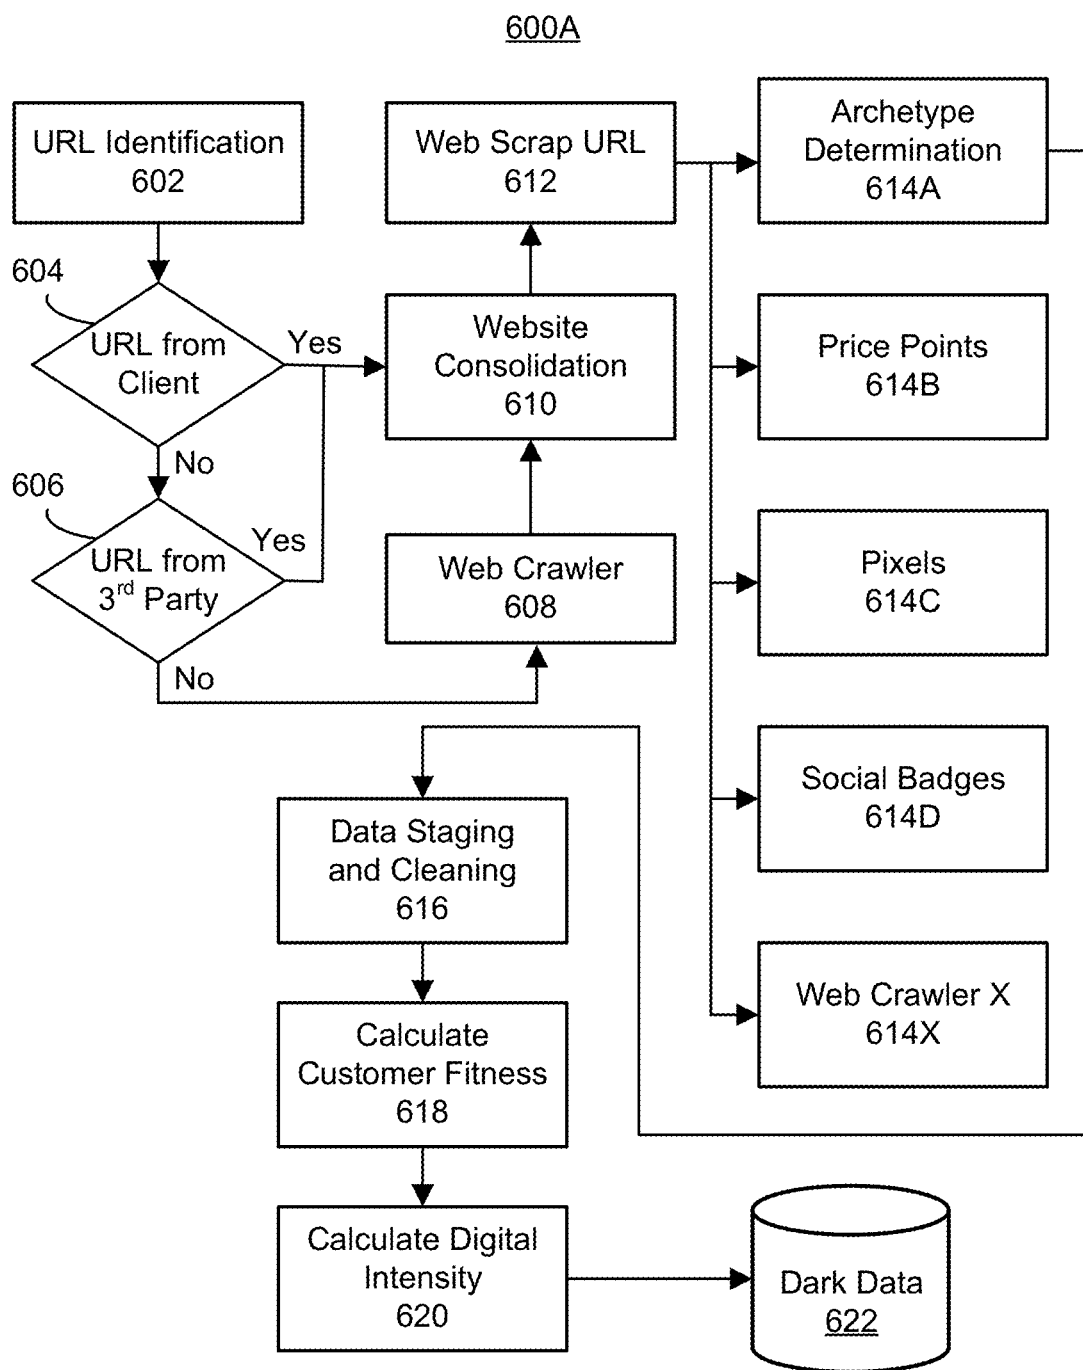 600A
URL Identification
602
604
URL from
Client
Yes
No
606
URL from
3rd Party
Yes
No
Web Scrap URL
612
Website
Consolidation
610
Web Crawler
608
Archetype
Determination
614A
Price Points
614B
Pixels
614C
Social Badges
614D
Web Crawler X
614X
Data Staging
and Cleaning
616
Calculate
Customer Fitness
618
Calculate Digital
Intensity
620
Dark Data
622